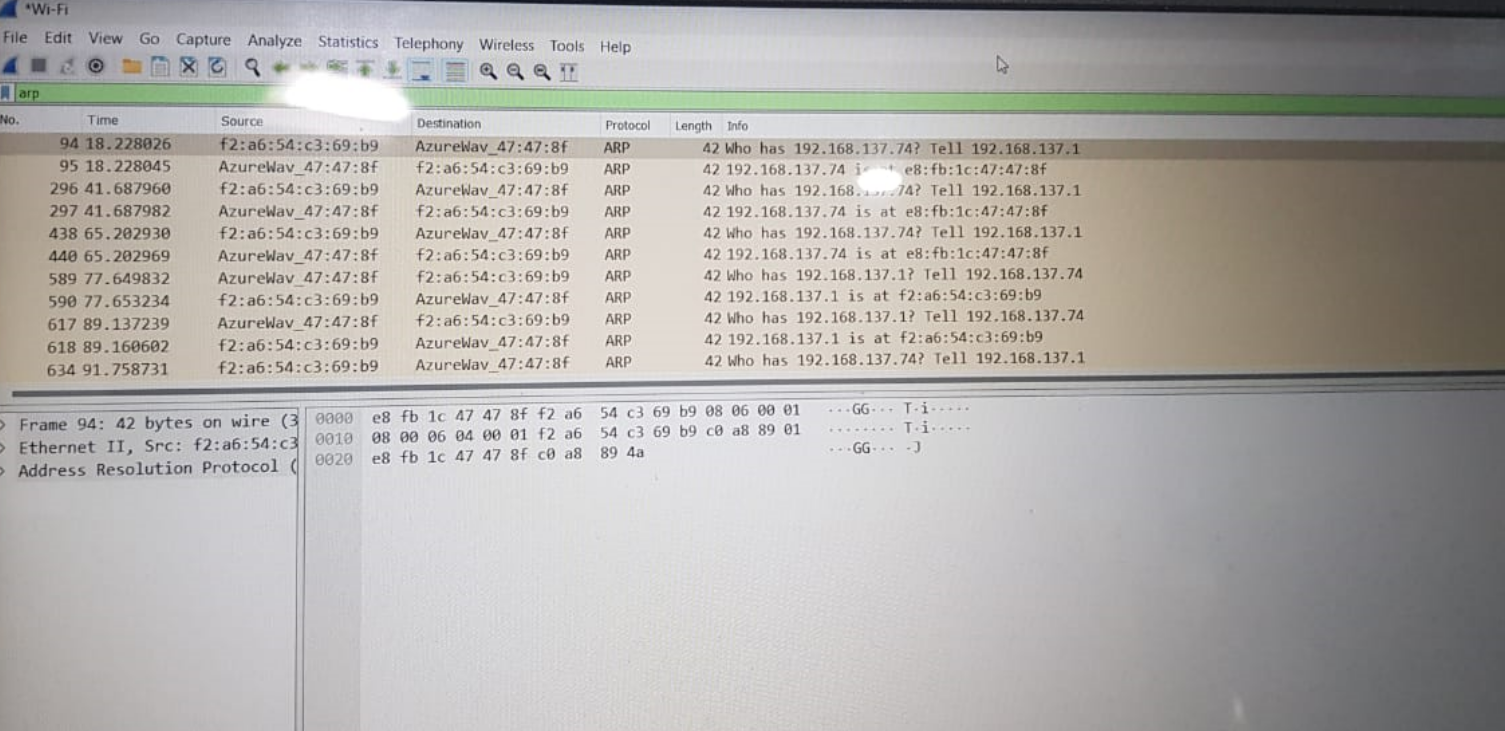 *Wi-Fi
File Edit View Go Capture Analyze Statistics Telephony Wireless Tools Help
arp
No. Time Source Destination Protocol Length Info
94 18.228026 f2:a6:54:c3:69:b9 AzureWav_47:47:8f ARP 42 Who has 192.168.137.74? Tell 192.168.137.1
95 18.228045 AzureWav_47:47:8f f2:a6:54:c3:69:b9 ARP 42 192.168.137.74 e8:fb:1c:47:47:8f
296 41.687960 f2:a6:54:c3:69:b9 AzureWav_47:47:8f ARP 42 Who has 192.168. 74? Tell 192.168.137.1
297 41.687982 AzureWav_47:47:8f f2:a6:54:c3:69:b9 ARP 42 192.168.137.74 is at e8:fb:1c:47:47:8f
438 65.202930 f2:a6:54:c3:69:b9 AzureWav_47:47:8f ARP 42 Who has 192.168.137.74? Tell 192.168.137.1
440 65.202969 AzureWav_47:47:8f f2:a6:54:c3:69:b9 ARP 42 192.168.137.74 is at e8:fb:1c:47:47:8f
589 77.649832 AzureWav_47:47:8f f2:a6:54:c3:69:b9 ARP 42 Who has 192.168.137.1? Tell 192.168.137.74
590 77.653234 f2:a6:54:c3:69:b9 AzureWav_47:47:8f ARP 42 192.168.137.1 is at f2:a6:54:c3:69:b9
617 89.137239 AzureWav_47:47:8f f2:a6:54:c3:69:b9 ARP 42 Who has 192.168.137.1? Tell 192.168.137.74
618 89.160602 f2:a6:54:c3:69:b9 AzureWav_47:47:8f ARP 42 192.168.137.1 is at f2:a6:54:c3:69:b9
634 91.758731 f2:a6:54:c3:69:b9 AzureWav_47:47:8f ARP 42 Who has 192.168.137.74? Tell 192.168.137.1
Frame 94: 42 bytes on wire (3
Ethernet II, Src: f2:a6:54:c3
Address Resolution Protocol (
0000 e8 fb 1c 47 47 8f f2 a6 54 c3 69 b9 08 06 00 01 ···GG··· T·i·····
0010 08 00 06 04 00 01 f2 a6 54 c3 69 b9 c0 a8 89 01 ········ T·i·····
0020 e8 fb 1c 47 47 8f c0 a8 89 4a ···GG··· ·J